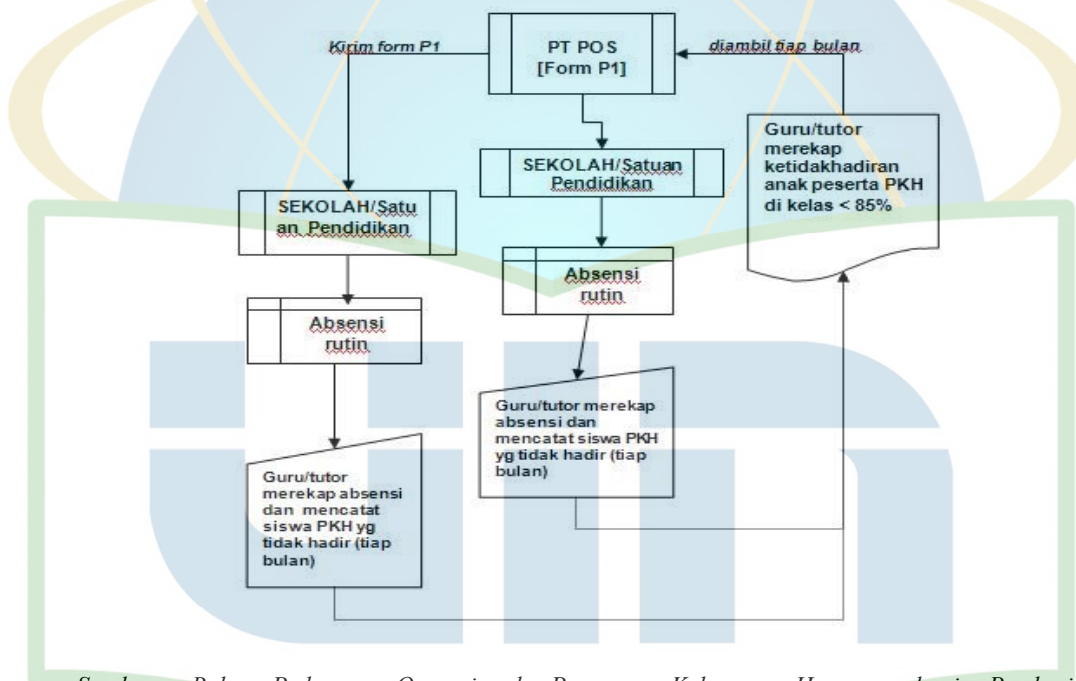 Kirim form P1
PT POS
[Form P1]
diambil tiap bulan
SEKOLAH/Satu
an Pendidikan
SEKOLAH/Satuan
Pendidikan
Guru/tutor
merekap
ketidakhadiran
anak peserta PKH
di kelas < 85%
Absensi
rutin
Absensi
rutin
Guru/tutor merekap
absensi dan
mencatat siswa PKH
yg tidak hadir (tiap
bulan)
Guru/tutor
merekap absensi
dan mencatat
siswa PKH yg
tidak hadir (tiap
bulan)
uin